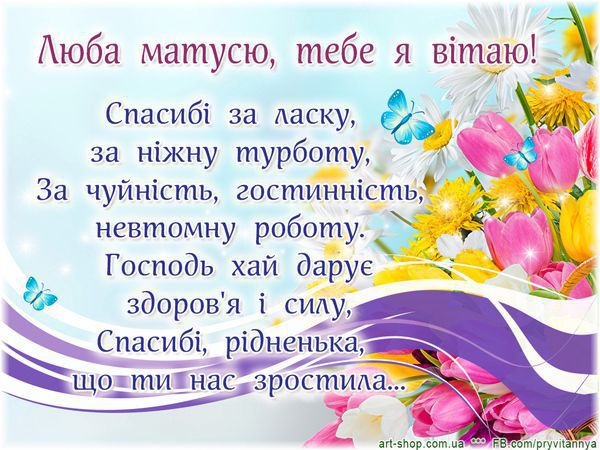 Люба матусю, тебе я вітаю!
Спасибі за ласку,
за ніжну турботу,
За чуйність, гостинність,
невтомну роботу.
Господь хай дарує
здоров'я і силу,
Спасибі, рідненька,
що ти нас зростила...
art-shop.com.ua *** FB.com/pryvitannya